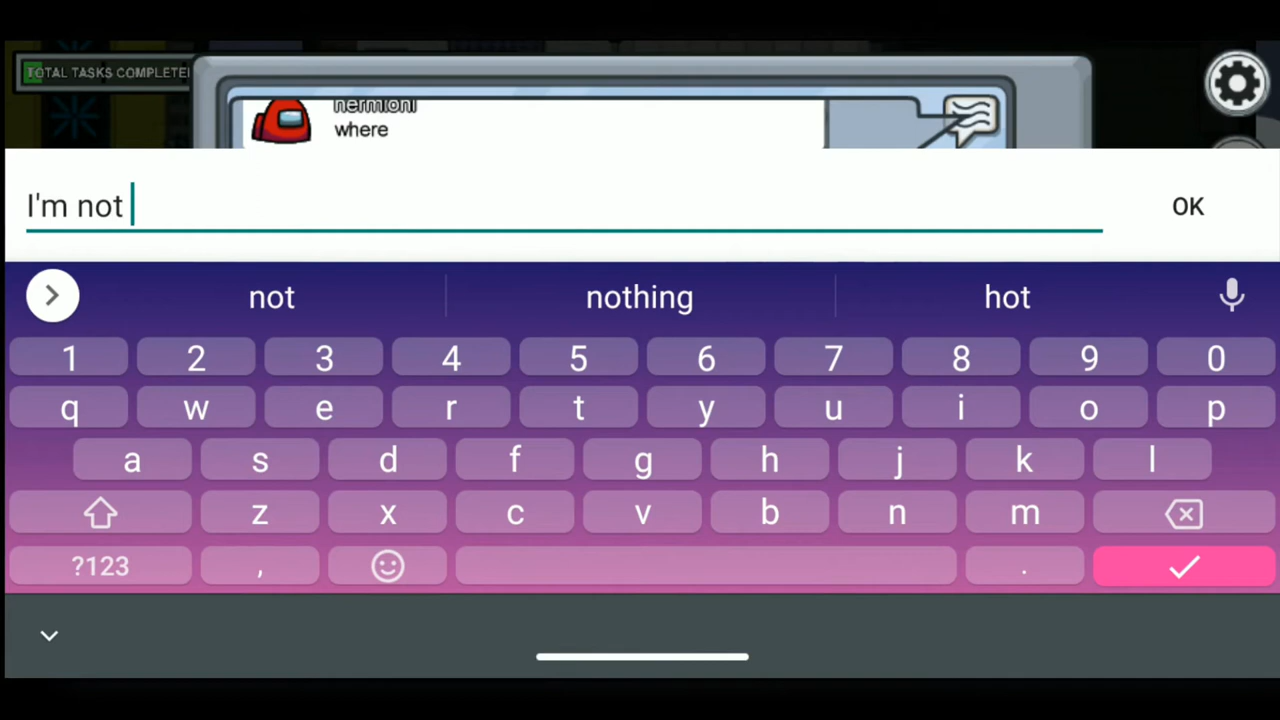 TOTAL TASKS COMPLETE
hermioni
where
I'm not
OK
not nothing hot
1 2 3 4 5 6 7 8 9 0
q w e r t y u i o p
a s d f g h j k l
z x c v b n m
?123 , .